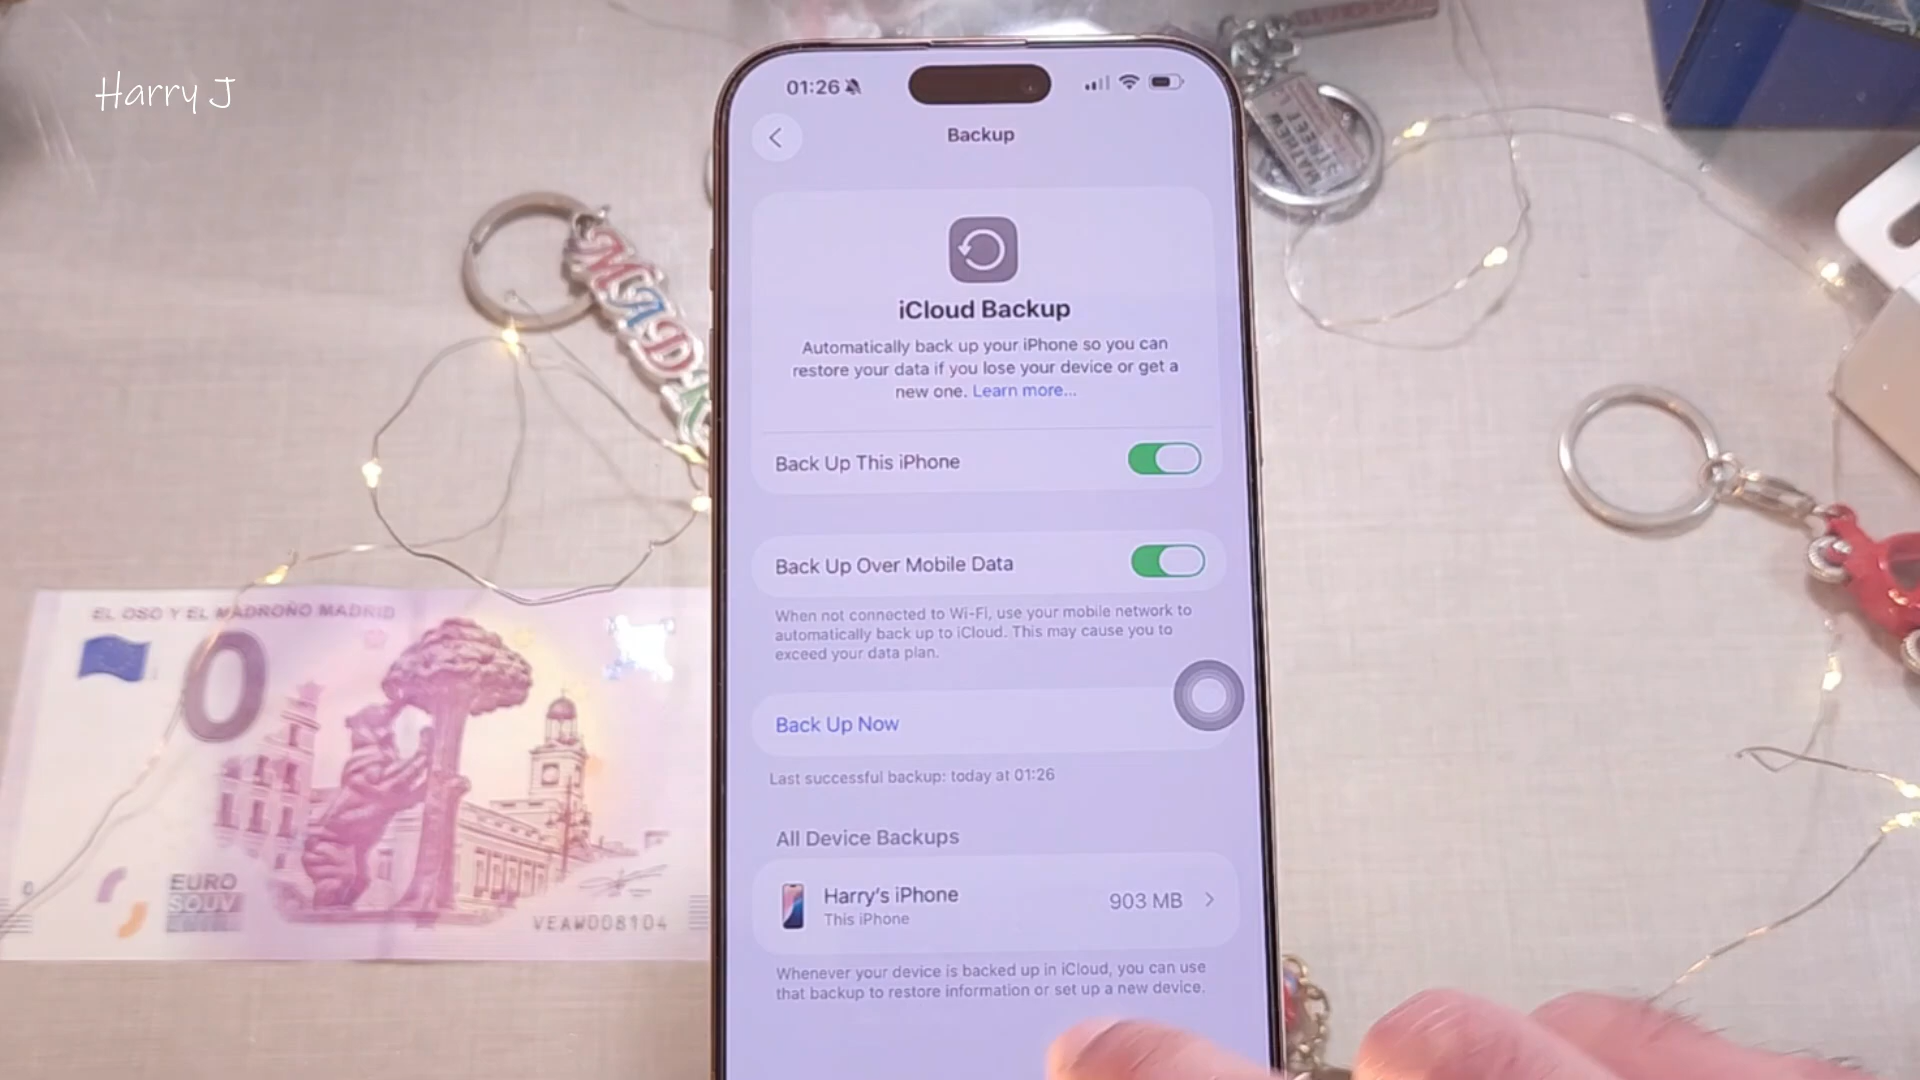 Harry J
01:26
Backup
iCloud Backup
Automatically back up your iPhone so you can
restore your data if you lose your device or get a
new one. Learn more...
Back Up This iPhone
Back Up Over Mobile Data
When not connected to Wi-Fi, use your mobile network to
automatically back up to iCloud. This may cause you to
exceed your data plan.
Back Up Now
Last successful backup: today at 01:26
All Device Backups
Harry's iPhone
This iPhone
903 MB
Whenever your device is backed up in iCloud, you can use
that backup to restore information or set up a new device.
MADR
MATHEW
STREET
EL OSO Y EL MADROÑO MADRID
0
EURO
SOUV
VEAW008104